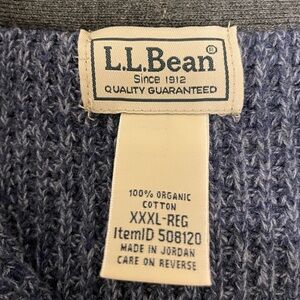 L.L.Bean®
Since 1912
QUALITY GUARANTEED
100% ORGANIC
COTTON
XXXL-REG
ItemID 508120
MADE IN JORDAN
CARE ON REVERSE